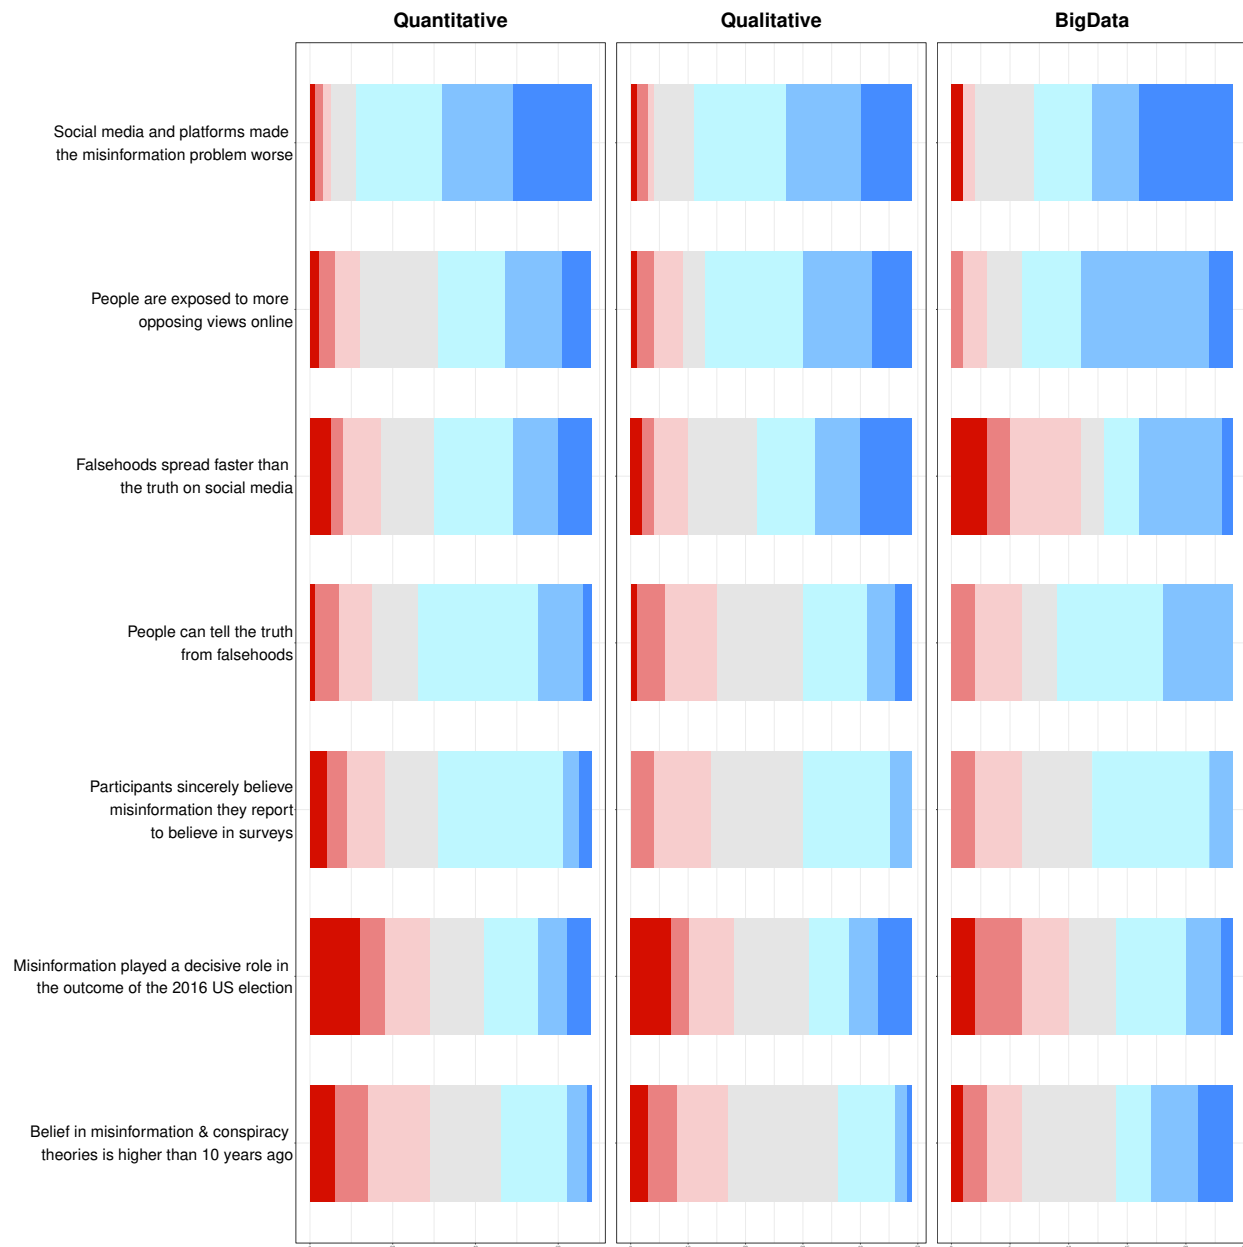 Quantitative
Qualitative
BigData
Social media and platforms made
the misinformation problem worse
People are exposed to more
opposing views online
Falsehoods spread faster than
the truth on social media
People can tell the truth
from falsehoods
Participants sincerely believe
misinformation they report
to believe in surveys
Misinformation played a decisive role in
the outcome of the 2016 US election
Belief in misinformation & conspiracy
theories is higher than 10 years ago